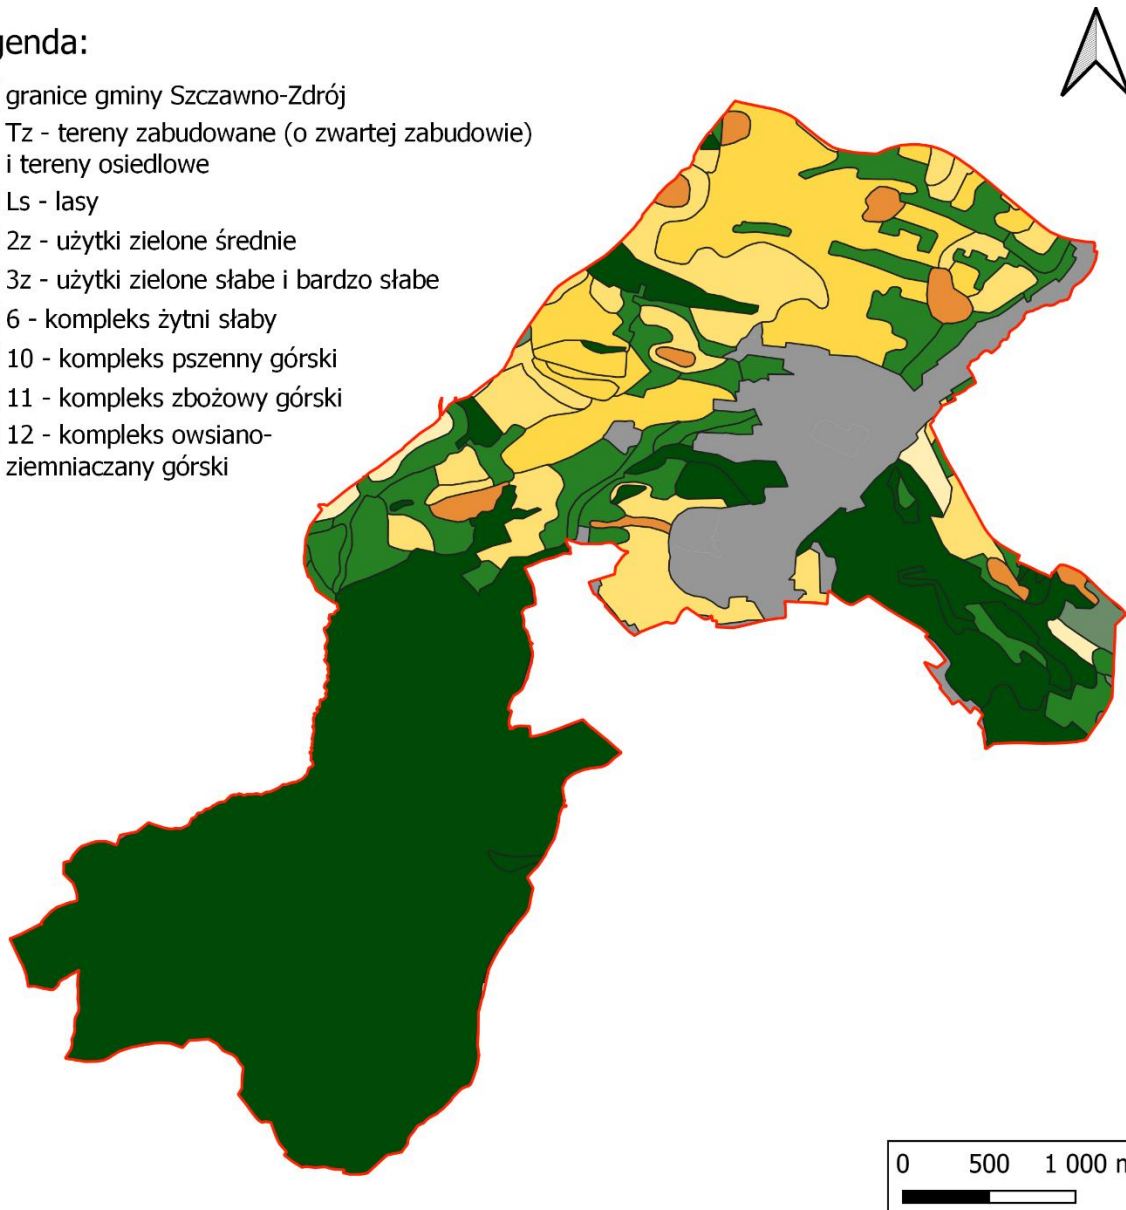 genda:
granice gminy Szczawno-Zdrój
Tz - tereny zabudowane (o zwartej zabudowie)
i tereny osiedlowe
Ls - lasy
2z - użytki zielone średnie
3z - użytki zielone słabe i bardzo słabe
6 - kompleks żytni słaby
10 - kompleks pszenny górski
11 - kompleks zbożowy górski
12 - kompleks owsiano-
ziemniaczany górski
0 500 1 000 m